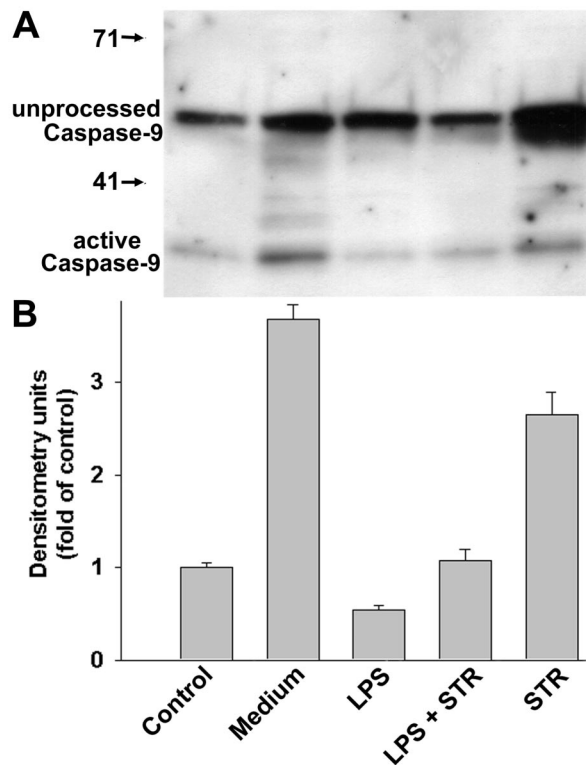 A
71→
unprocessed
Caspase-9
41→
active
Caspase-9
B
Densitometry units
(fold of control)
3
2
1
0
Control
Medium
LPS
LPS + STR
STR